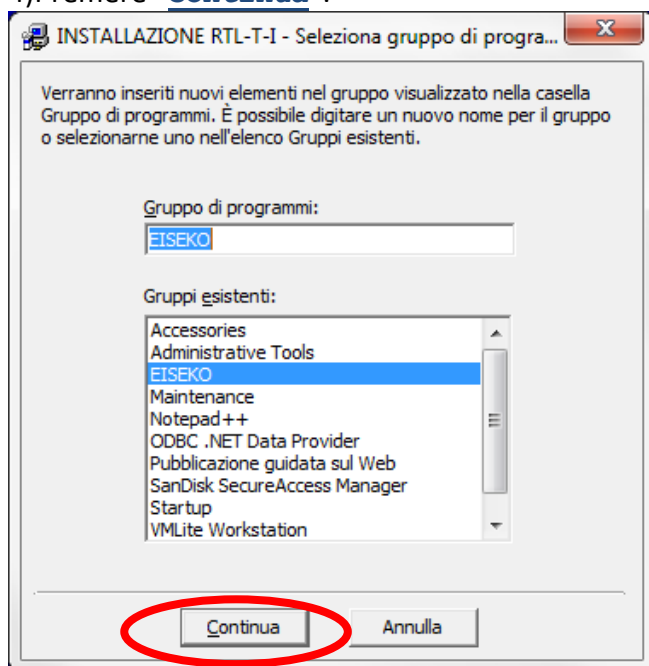 Premere "Continua".
INSTALLAZIONE RTL-T-I - Seleziona gruppo di progra...
Verranno inseriti nuovi elementi nel gruppo visualizzato nella casella
Gruppo di programmi. È possibile digitare un nuovo nome per il gruppo
o selezionarne uno nell'elenco Gruppi esistenti.
Gruppo di programmi:
EISEKO
Gruppi esistenti:
Accessories
Administrative Tools
EISEKO
Maintenance
Notepad++
ODBC .NET Data Provider
Pubblicazione guidata sul Web
SanDisk SecureAccess Manager
Startup
VMLite Workstation
Continua Annulla